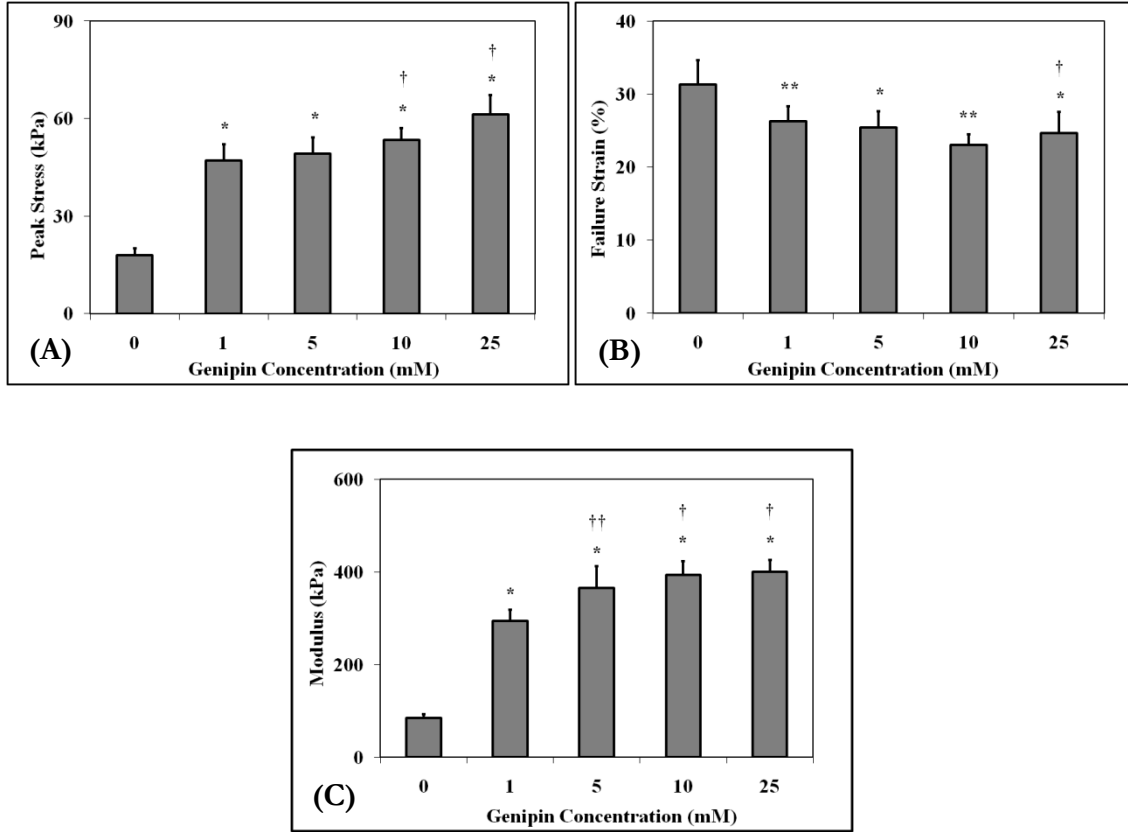 90
60
30
0
Peak Stress (kPa)
*
*
†
*
†
*
0 1 5 10 25
Genipin Concentration (mM)
(A)
40
30
20
10
0
Failure Strain (%)
**
*
**
†
*
0 1 5 10 25
Genipin Concentration (mM)
(B)
600
400
200
0
Modulus (kPa)
*
††
*
†
*
†
*
0 1 5 10 25
Genipin Concentration (mM)
(C)